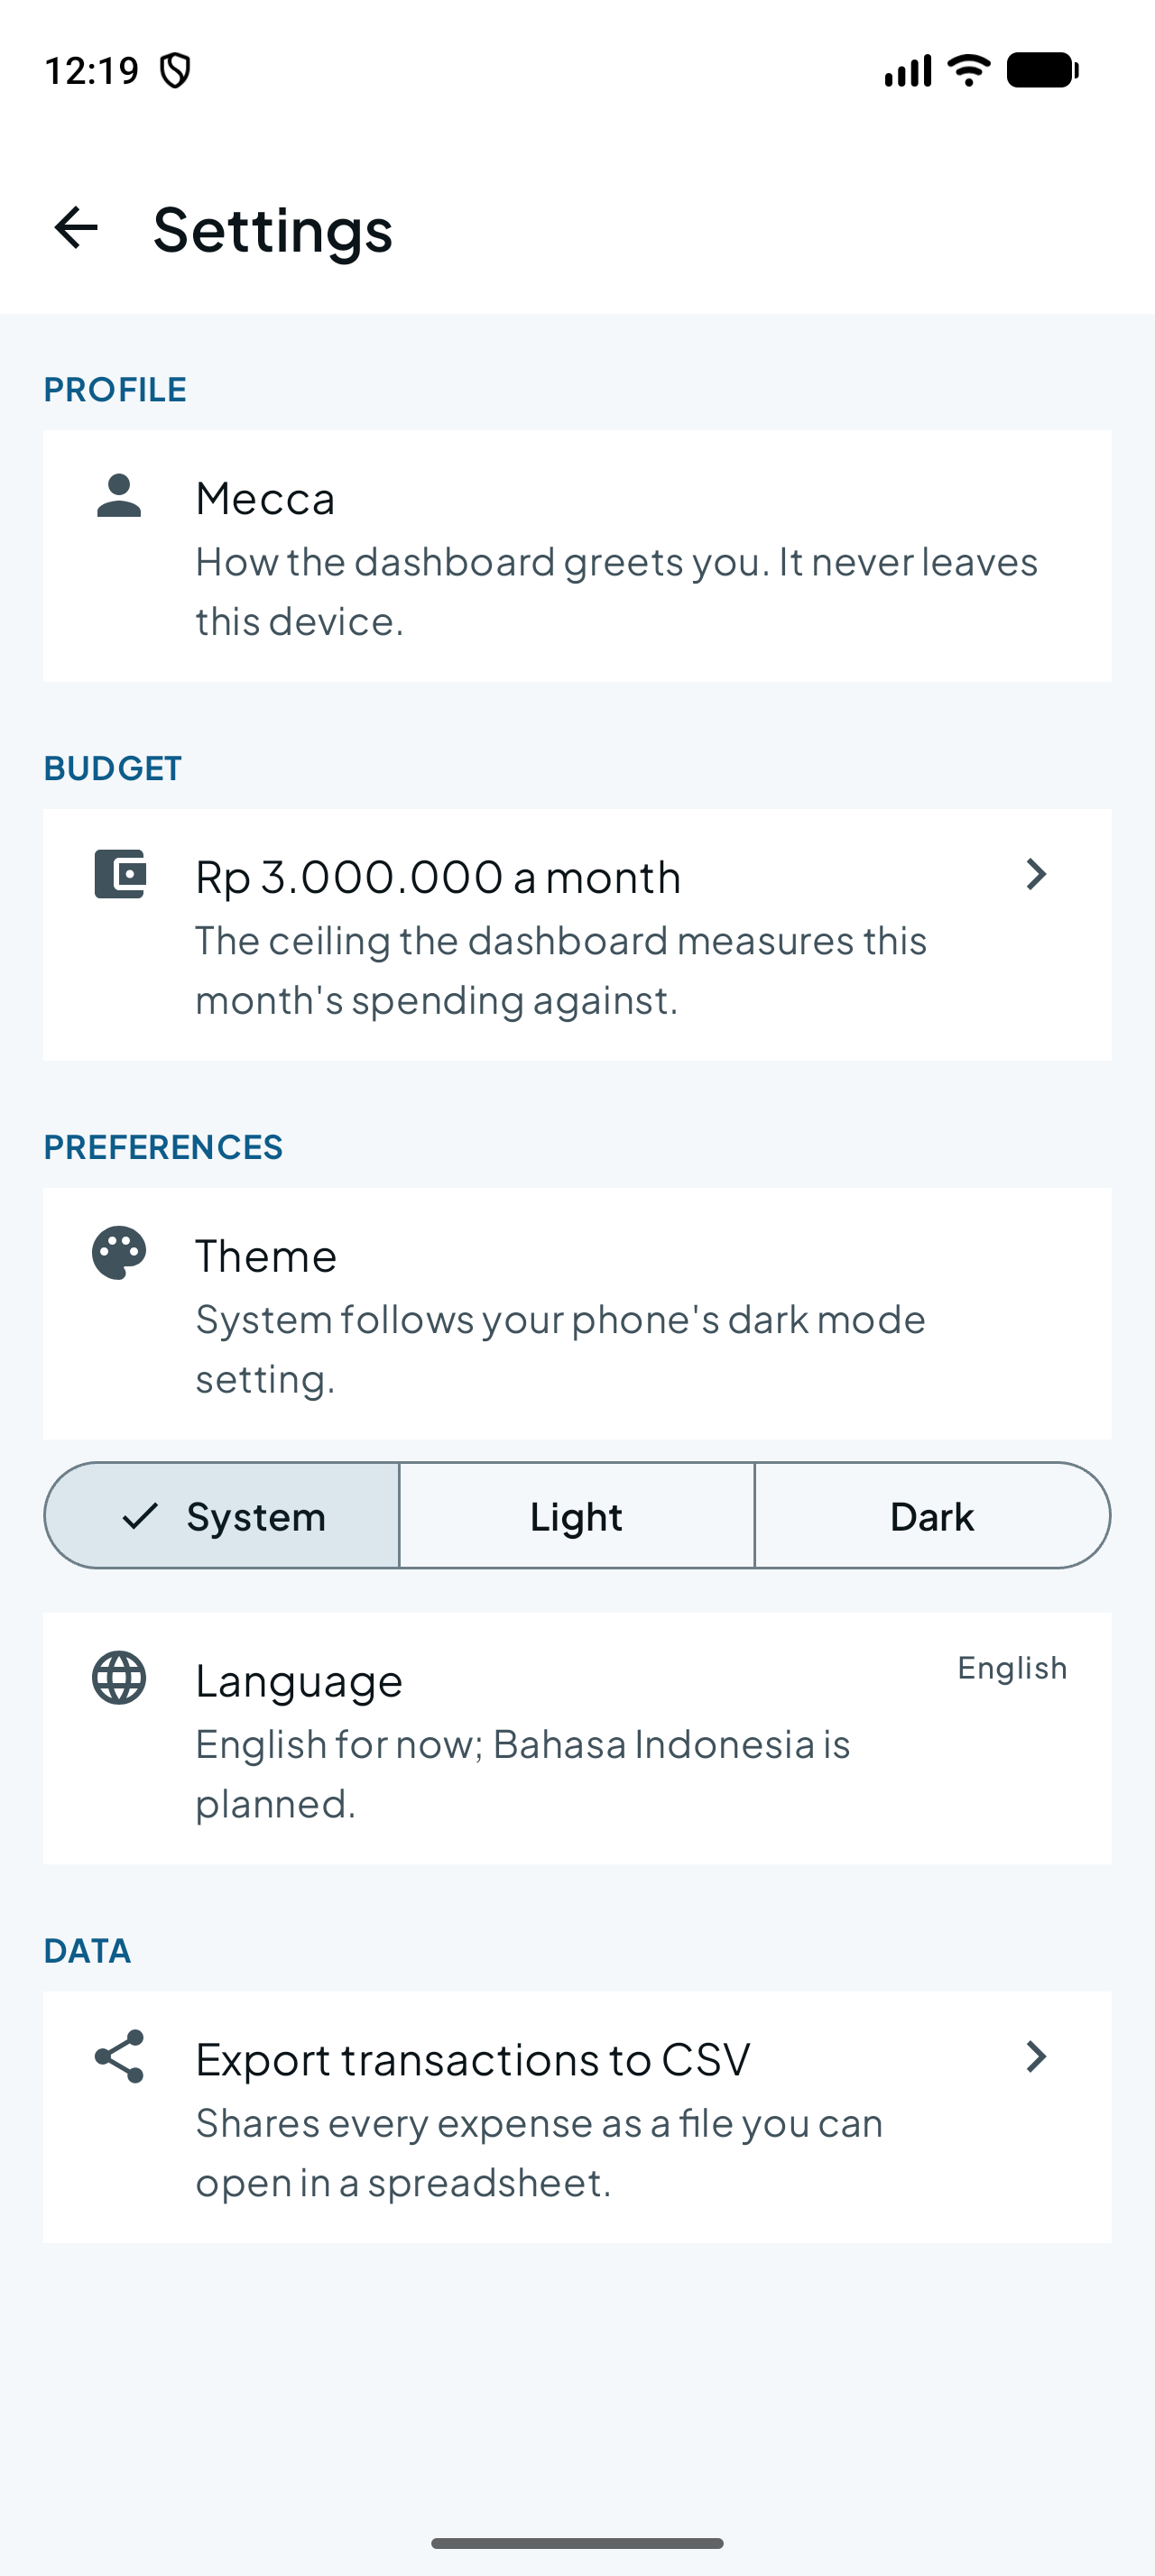 12:19
Settings
PROFILE
Mecca
How the dashboard greets you. It never leaves
this device.
BUDGET
Rp 3.000.000 a month
The ceiling the dashboard measures this
month's spending against.
PREFERENCES
Theme
System follows your phone's dark mode
setting.
System
Light
Dark
Language
English
English for now; Bahasa Indonesia is
planned.
DATA
Export transactions to CSV
Shares every expense as a file you can
open in a spreadsheet.